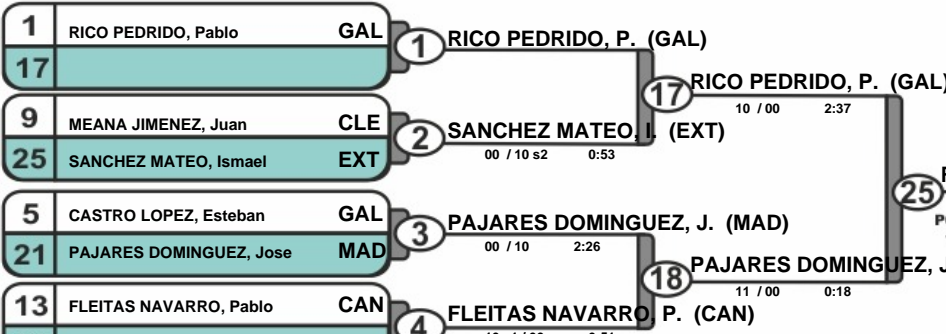 1 RICO PEDRIDO, Pablo GAL
17
1 RICO PEDRIDO, P. (GAL)
17 RICO PEDRIDO, P. (GAL)
10 / 00 2:37
9 MEANA JIMENEZ, Juan CLE
25 SANCHEZ MATEO, Ismael EXT
2 SANCHEZ MATEO, I. (EXT)
00 / 10 s2 0:53
25
5 CASTRO LOPEZ, Esteban GAL
21 PAJARES DOMINGUEZ, Jose MAD
3 PAJARES DOMINGUEZ, J. (MAD)
00 / 10 2:26
18 PAJARES DOMINGUEZ, J
11 / 00 0:18
13 FLEITAS NAVARRO, Pablo CAN
4 FLEITAS NAVARRO, P. (CAN)